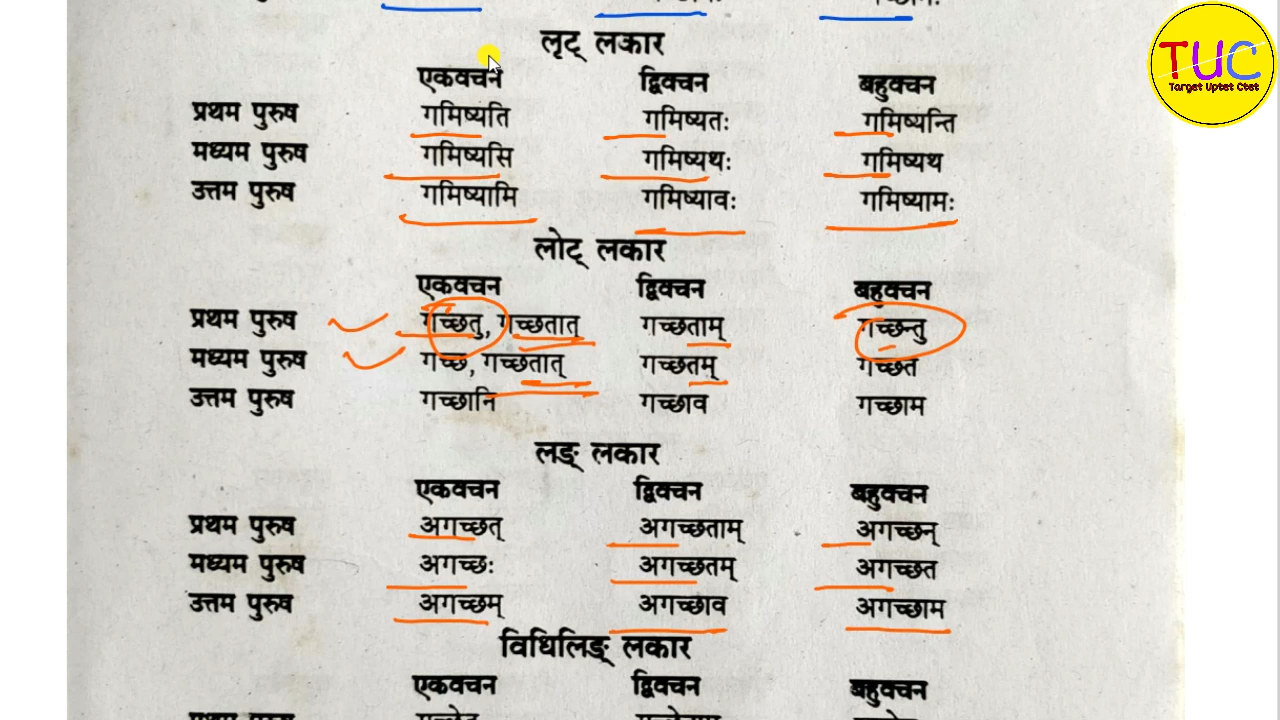 लृट् लकार
एकवचन द्विवचन बहुवचन
प्रथम पुरुष गमिष्यति गमिष्यतः गमिष्यन्ति
मध्यम पुरुष गमिष्यसि गमिष्यथः गमिष्यथ
उत्तम पुरुष गमिष्यामि गमिष्यावः गमिष्यामः
लोट् लकार
एकवचन द्विवचन बहुवचन
प्रथम पुरुष गच्छतु, गच्छतात् गच्छताम् गच्छन्तु
मध्यम पुरुष गच्छ, गच्छतात् गच्छतम् गच्छत
उत्तम पुरुष गच्छानि गच्छाव गच्छाम
लङ् लकार
एकवचन द्विवचन बहुवचन
प्रथम पुरुष अगच्छत् अगच्छताम् अगच्छन्
मध्यम पुरुष अगच्छः अगच्छतम् अगच्छत
उत्तम पुरुष अगच्छम् अगच्छाव अगच्छाम
विधिलिङ् लकार
एकवचन द्विवचन बहुवचन
TUC
Target Uptet Ctet